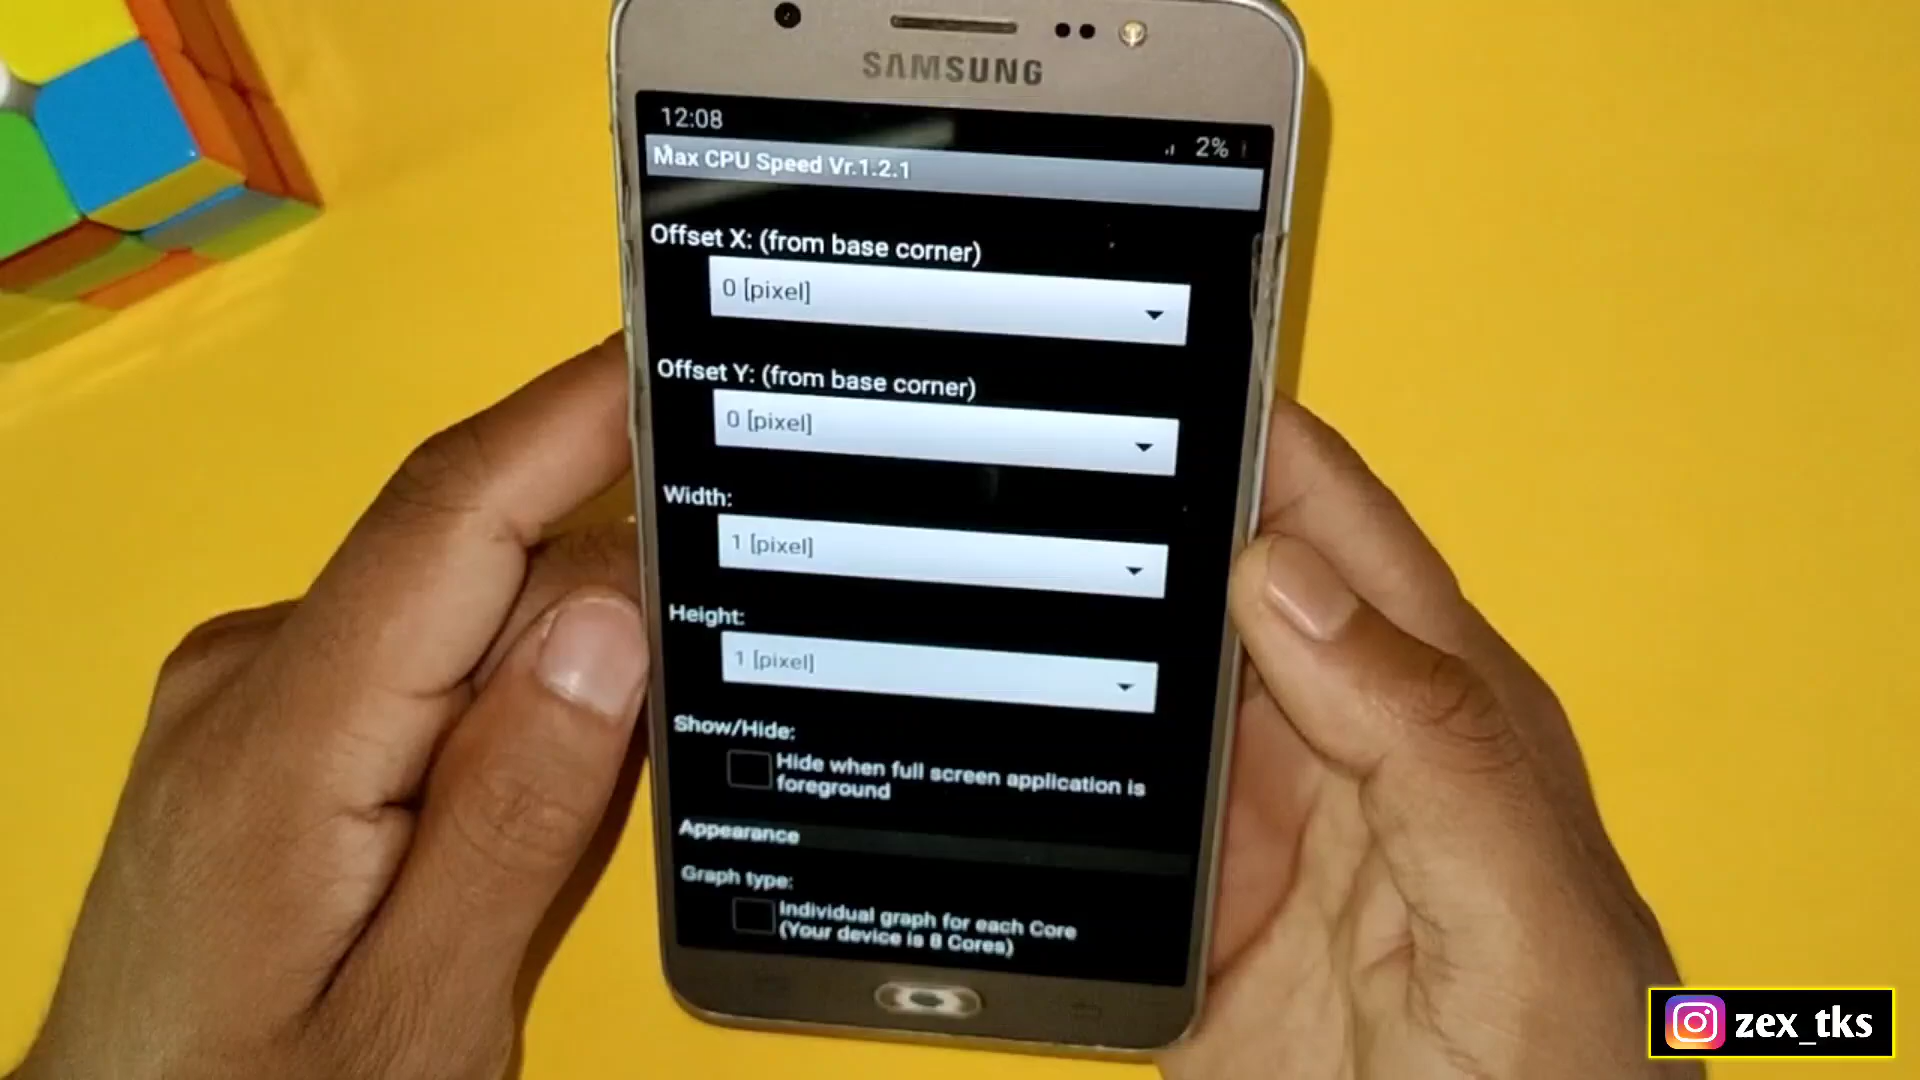 SAMSUNG
12:08
2%
Max CPU Speed Vr.1.2.1
Offset X: (from base corner)
0 [pixel]
Offset Y: (from base corner)
0 [pixel]
Width:
1 [pixel]
Height:
1 [pixel]
Show/Hide:
Hide when full screen application is
foreground
Appearance
Graph type:
Individual graph for each Core
(Your device is 8 Cores)
zex_tks